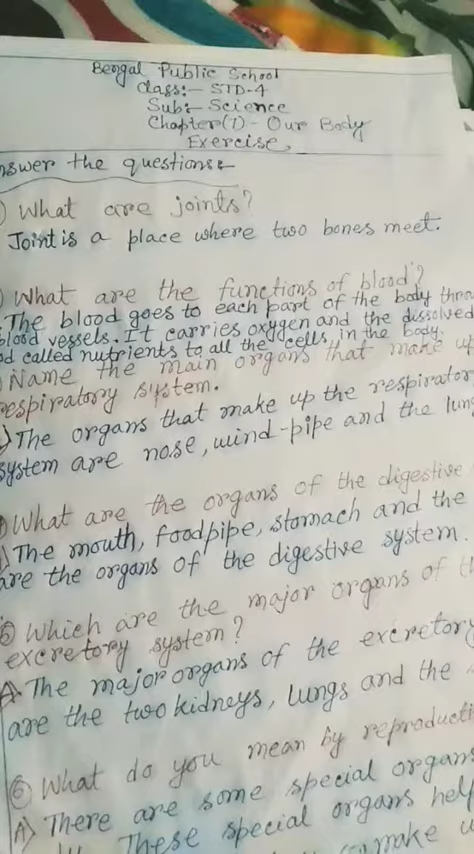 Bengal Public School
Class:- STD-4
Sub:- Science
Chapter(1)- Our Body
Exercise
the questions:-
What are joints?
Joint is a place where two bones meet.
What are the functions of blood?
The blood goes to each part of the body
blood vessels. It carries oxygen and the dissolved
called nutrients to all the cells in the body.
Name the main organs that make up
respiratory system.
The organs that make up the
system are nose, wind-pipe and the
What are the organs of the digestive
The mouth, foodpipe, stomach and the
are the organs of the digestive system.
⑤ Which are the major organs of
excretory system?
A. The major organs of the excretory
are the two kidneys, lungs and the
⑥ What do you mean by
A) There are some special organs
These special organs help
make